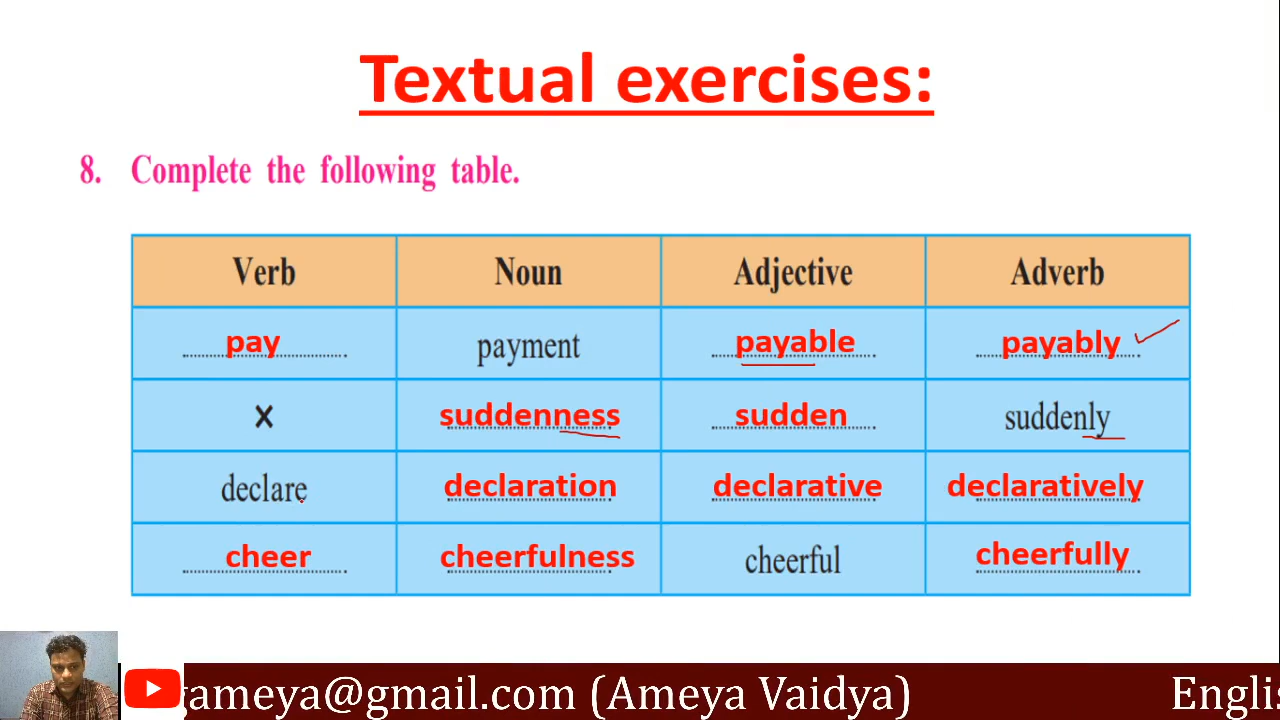 Textual exercises:
8. Complete the following table.
Verb Noun Adjective Adverb
pay payment payable payably
× suddenness sudden suddenly
declare declaration declarative declaratively
cheer cheerfulness cheerful cheerfully
gameya@gmail.com (Ameya Vaidya) Englis